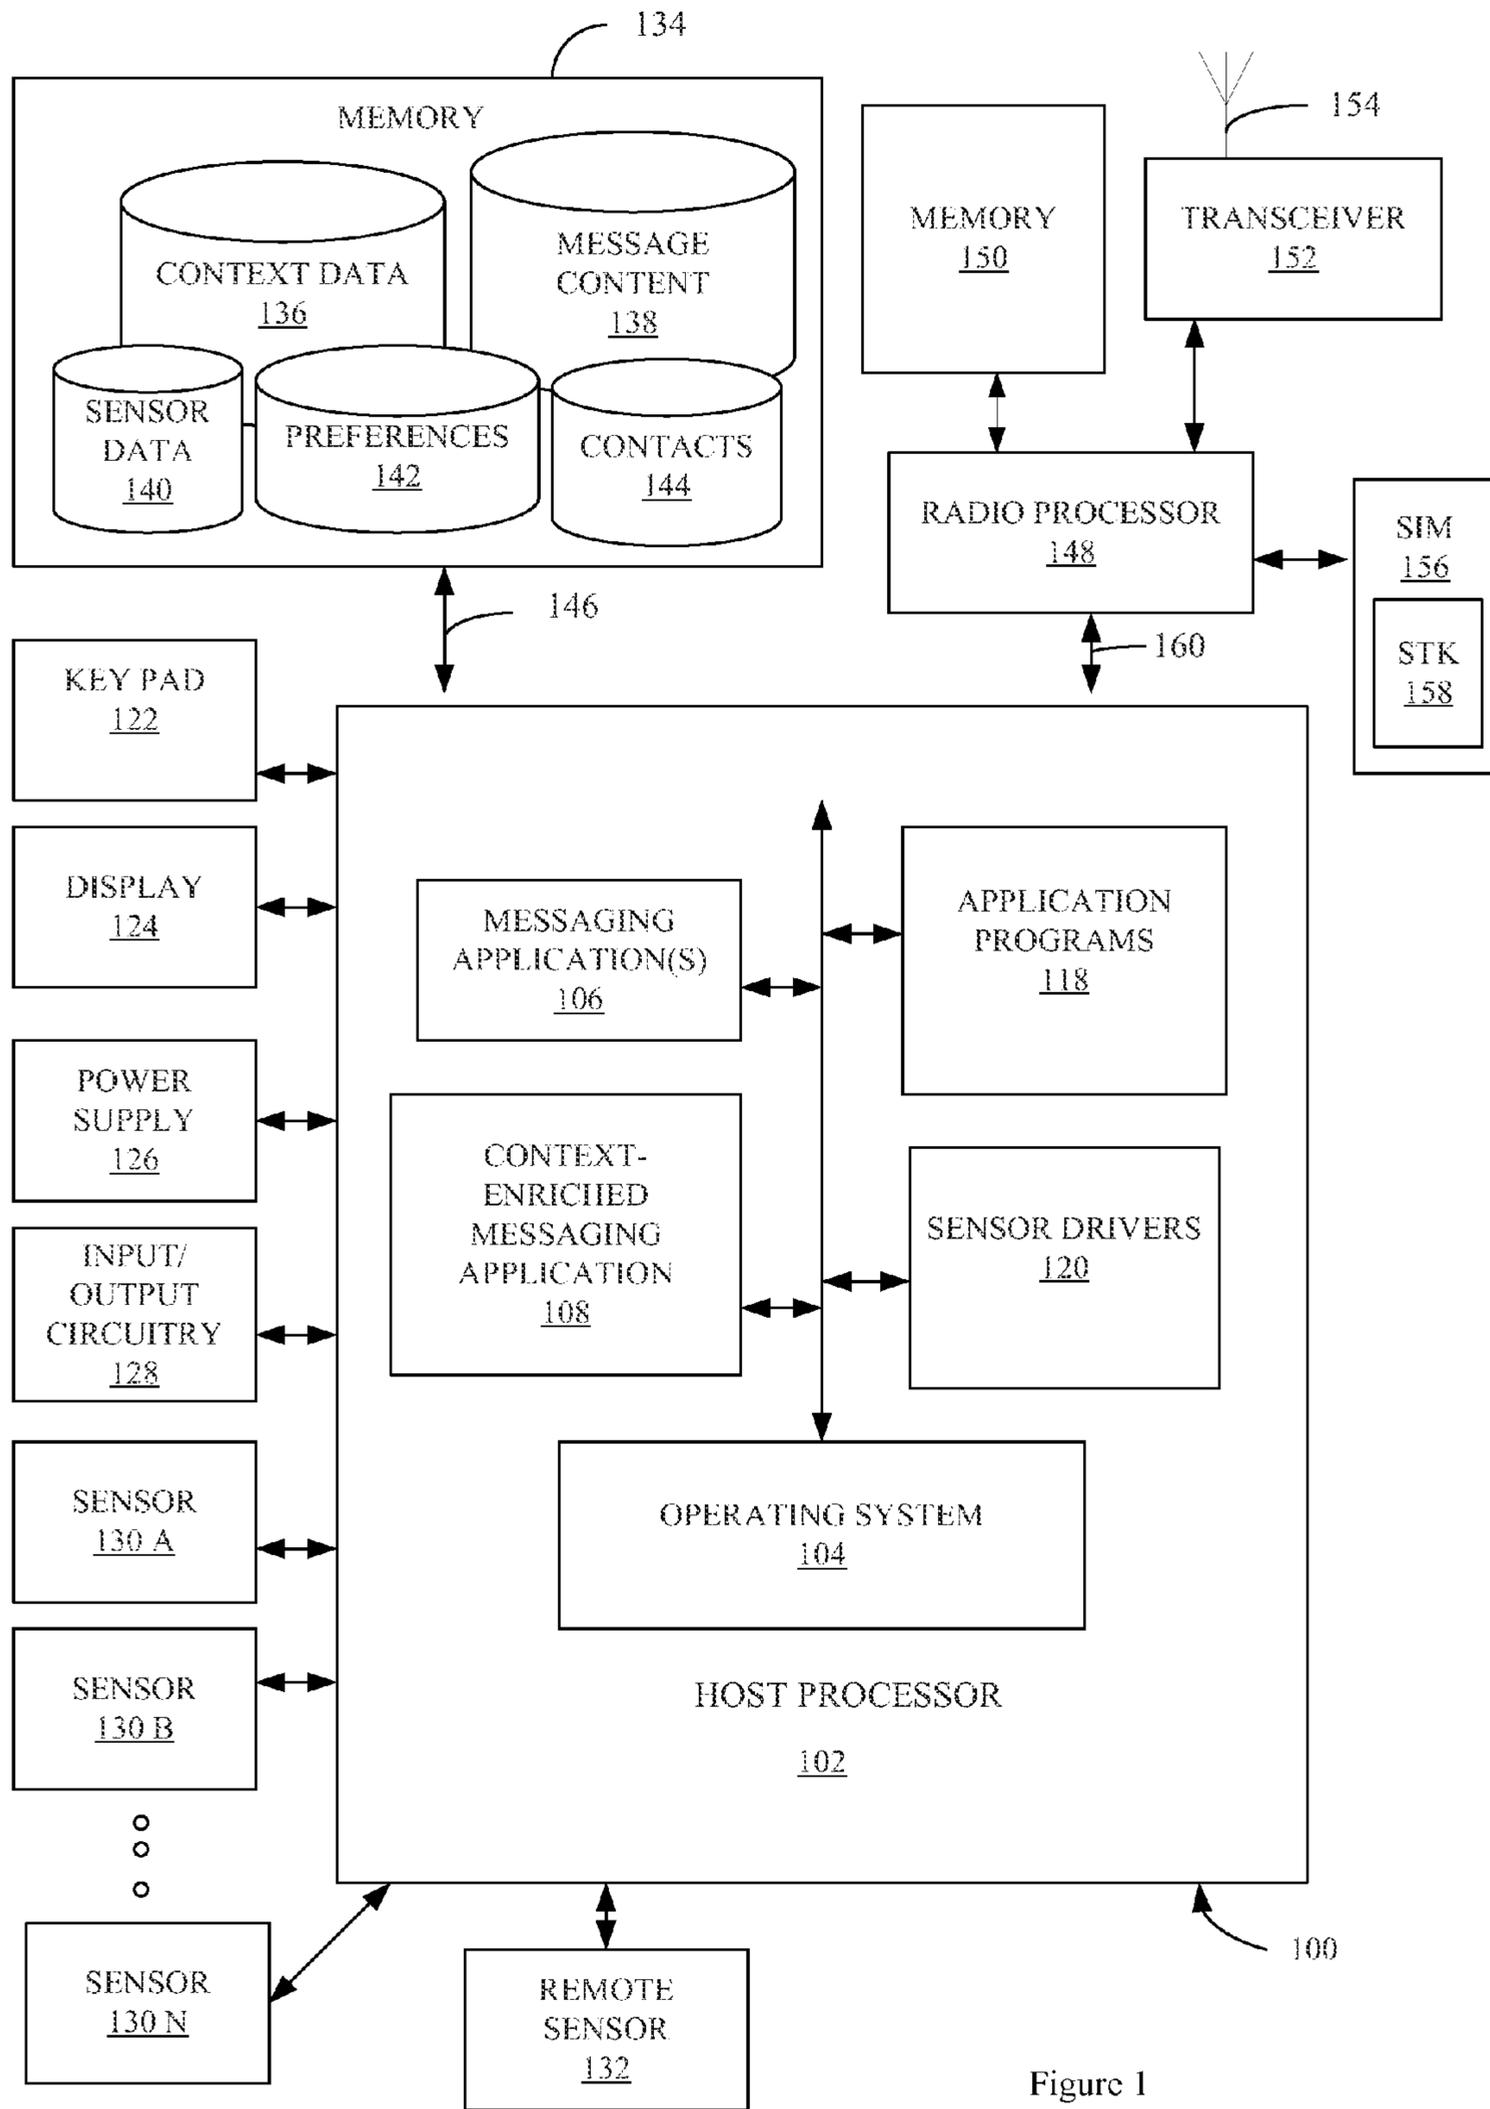 134
MEMORY
CONTEXT DATA
136
MESSAGE
CONTENT
138
SENSOR
DATA
140
PREFERENCES
142
CONTACTS
144
146
MEMORY
150
154
TRANSCEIVER
152
RADIO PROCESSOR
148
SIM
156
STK
158
160
KEY PAD
122
DISPLAY
124
POWER
SUPPLY
126
INPUT/
OUTPUT
CIRCUITRY
128
SENSOR
130 A
SENSOR
130 B
SENSOR
130 N
MESSAGING
APPLICATION(S)
106
APPLICATION
PROGRAMS
118
CONTEXT-
ENRICHED
MESSAGING
APPLICATION
108
SENSOR DRIVERS
120
OPERATING SYSTEM
104
HOST PROCESSOR
102
100
REMOTE
SENSOR
132
Figure 1